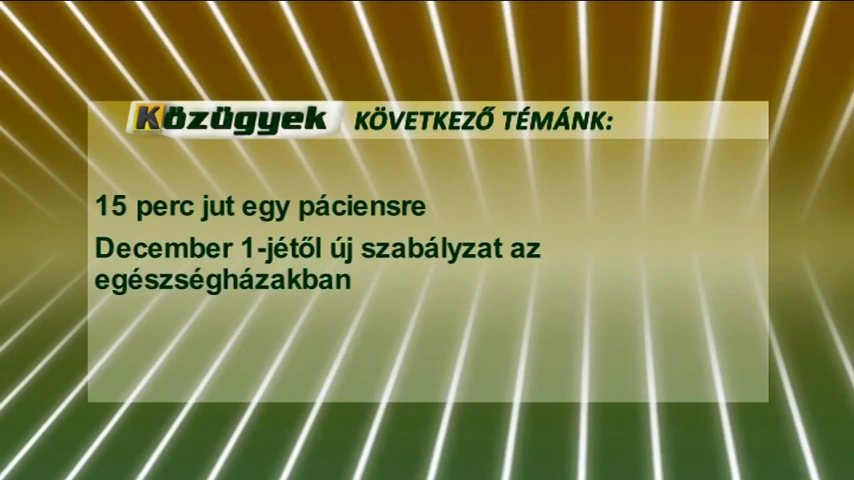 Közügyek KÖVETKEZŐ TÉMÁNK:
15 perc jut egy páciensre
December 1-jétől új szabályzat az
egészségházakban